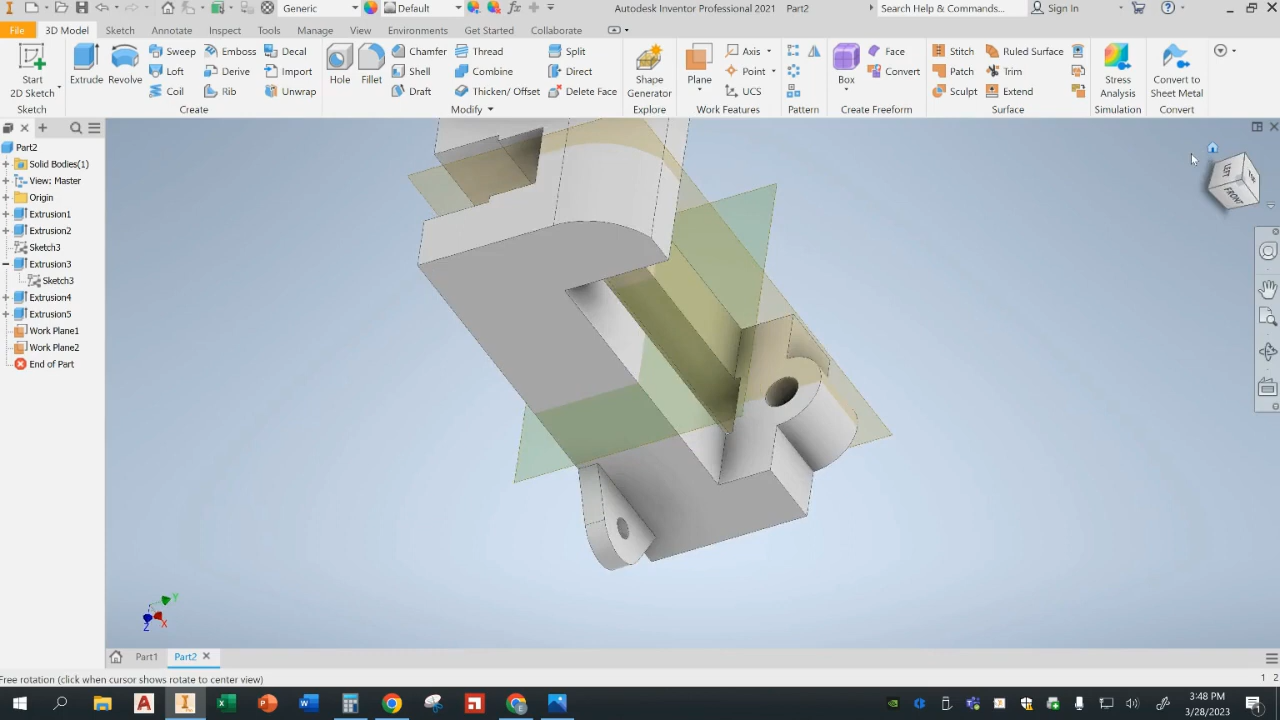 Generic
Default
fx
Autodesk Inventor Professional 2021
Part2
Search Help & Commands...
Sign In
File
3D Model
Sketch
Annotate
Inspect
Tools
Manage
View
Environments
Get Started
Collaborate
Start
2D Sketch
Extrude
Revolve
Sweep
Loft
Coil
Emboss
Derive
Rib
Decal
Import
Unwrap
Hole
Fillet
Chamfer
Shell
Draft
Thread
Combine
Thicken/ Offset
Split
Direct
Delete Face
Shape
Generator
Plane
Axis
Point
UCS
Box
Face
Convert
Stitch
Patch
Sculpt
Ruled Surface
Trim
Extend
Stress
Analysis
Convert to
Sheet Metal
Sketch
Create
Modify
Explore
Work Features
Pattern
Create Freeform
Surface
Simulation
Convert
Part2
Solid Bodies(1)
View: Master
Origin
Extrusion1
Extrusion2
Sketch3
Extrusion3
Sketch3
Extrusion4
Extrusion5
Work Plane1
Work Plane2
End of Part
LEFT
FRONT
Y
Z
X
Part1
Part2
Free rotation (click when cursor shows rotate to center view)
1 2
3:48 PM
3/28/2023